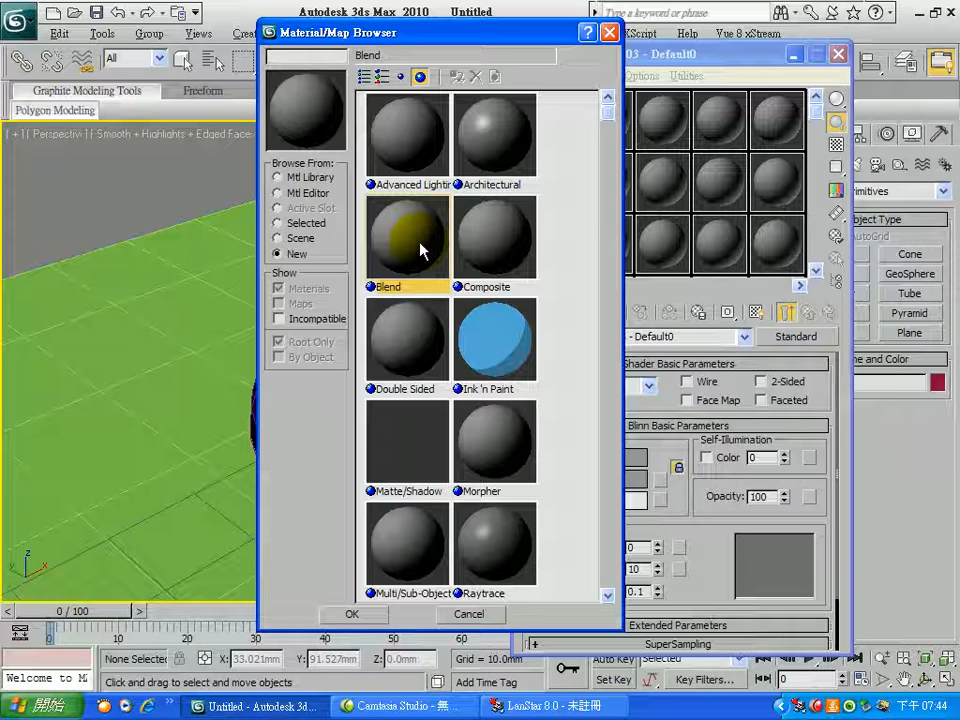 Autodesk 3ds Max 2010 Untitled
Type a keyword or phrase
Edit Tools Group Views
XScript Help Vue 8 xStream
All
Graphite Modeling Tools Freeform
Polygon Modeling
[ + ] [ Perspectiv
[ Smooth + Highlights + Edged Face
Material/Map Browser
Blend
Browse From:
Mtl Library
Mtl Editor
Active Slot
Selected
Scene
New
Show
Materials
Maps
Incompatible
Root Only
By Object
Advanced Lightir Architectural
Blend Composite
Double Sided Ink 'n Paint
Matte/Shadow Morpher
Multi/Sub-Object Raytrace
OK Cancel
03 - Default0
Options Utilities
- Default0 Standard
Shader Basic Parameters
Wire 2-Sided
Face Map Faceted
Blinn Basic Parameters
Self-Illumination
Color 0
Opacity: 100
0
10
0.1
Extended Parameters
SuperSampling
rimitives
bject Type
AutoGrid
Cone
GeoSphere
Tube
Pyramid
Plane
me and Color
z
x
y
0 / 100
0 10 20 30 40 50 60
None Selected X: 33.021mm Y: 91.527mm Z: 0.0mm Grid = 10.0mm Auto Key Selected
Welcome to M Click and drag to select and move objects Add Time Tag Set Key Key Filters... 0
開始 Untitled - Autodesk 3d... Camtasia Studio - 無... LanStar 8.0 - 未註冊 下午 07:44